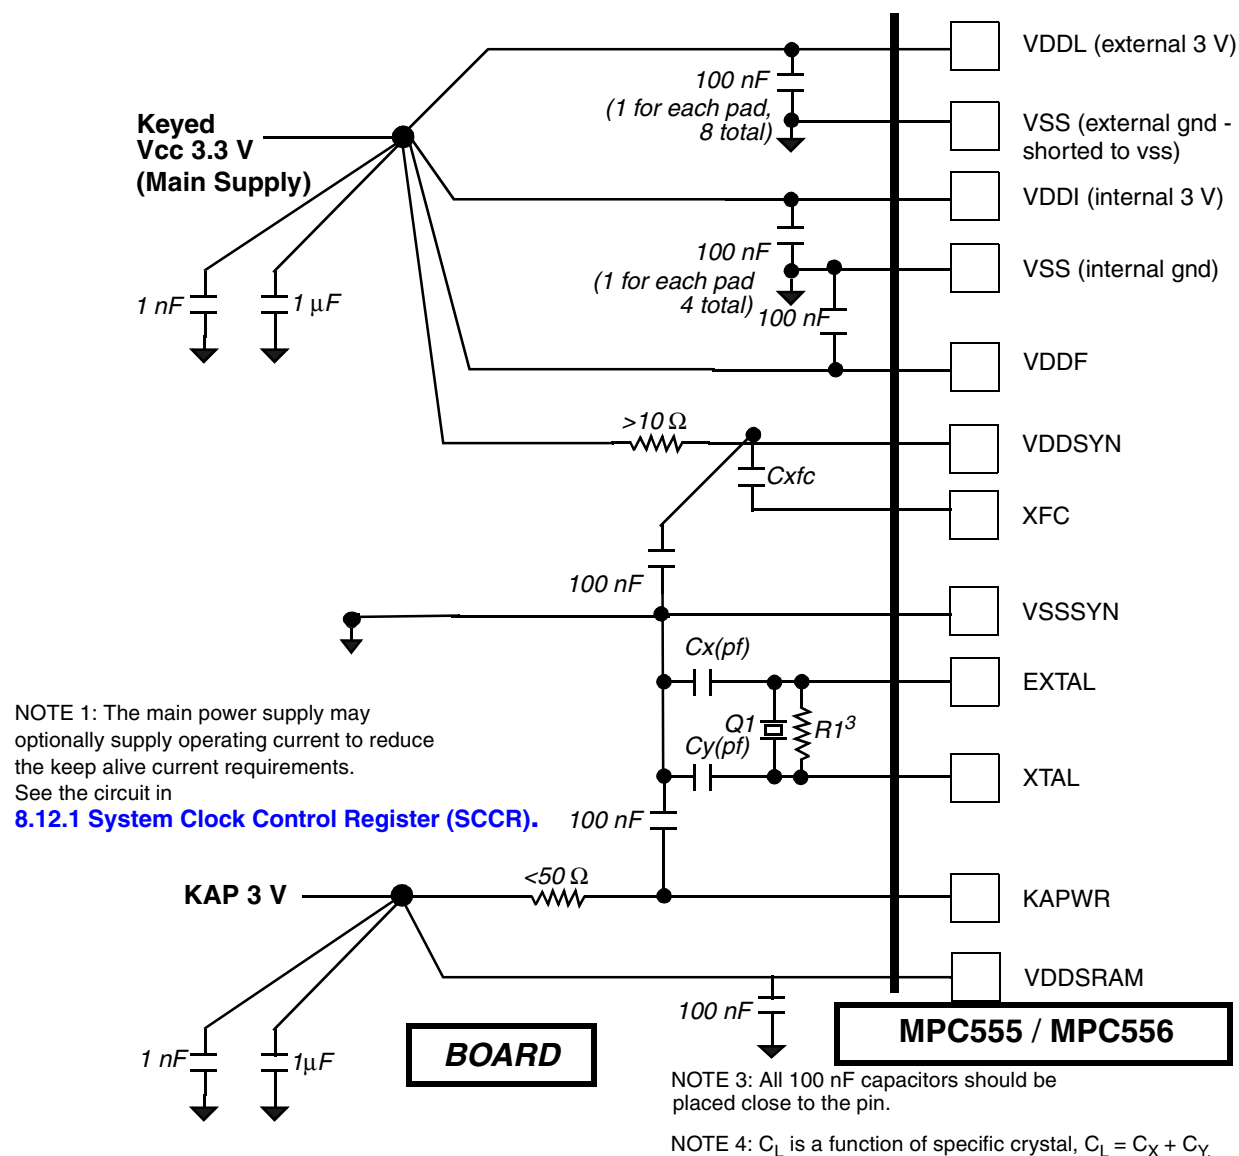 VDDL (external 3 V)
100 nF
(1 for each pad,
8 total)
Keyed
Vcc 3.3 V
(Main Supply)
VSS (external gnd -
shorted to vss)
VDDI (internal 3 V)
100 nF
(1 for each pad
4 total)
VSS (internal gnd)
1 nF
1 μF
100 nF
VDDF
>10 Ω
VDDSYN
Cxfc
XFC
100 nF
VSSSYN
Cx(pf)
EXTAL
NOTE 1: The main power supply may
optionally supply operating current to reduce
the keep alive current requirements.
See the circuit in
8.12.1 System Clock Control Register (SCCR).
Q1
R1³
Cy(pf)
XTAL
100 nF
<50 Ω
KAP 3 V
KAPWR
VDDSRAM
100 nF
1 nF
1μF
BOARD
MPC555 / MPC556
NOTE 3: All 100 nF capacitors should be
placed close to the pin.
NOTE 4: CL is a function of specific crystal, CL = CX + CY.